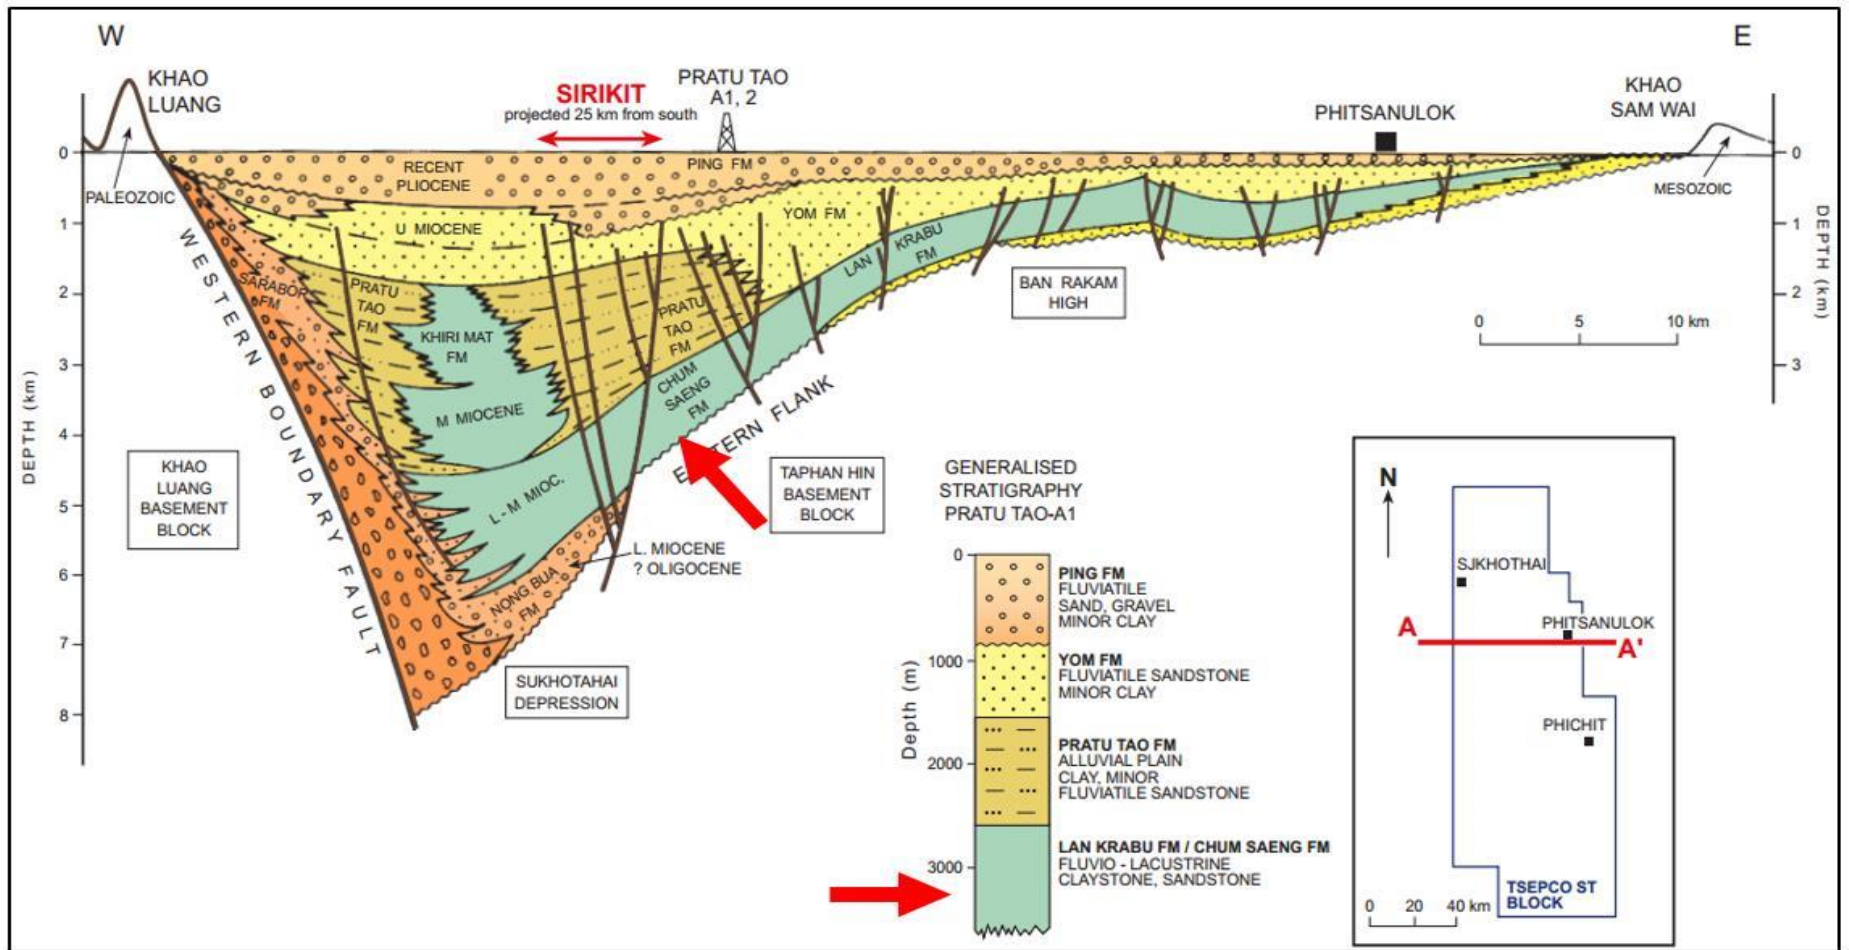 W
E
KHAO
LUANG
SIRIKIT
projected 25 km from south
PRATU TAO
A1, 2
PHITSANULOK
KHAO
SAM WAI
0
1
2
3
4
5
6
7
8
DEPTH (km)
0
1
2
3
DEPTH (km)
PALEOZOIC
MESOZOIC
RECENT
PLIOCENE
PING FM
U MIOCENE
YOM FM
LAN KRABU
FM
SARABOP
FM
PRATU
TAO
FM
KHIRI MAT
FM
PRATU
TAO
FM
CHUM
SAENG
FM
M MIOCENE
L - M MIOC.
NONG BUA
FM
L. MIOCENE
? OLIGOCENE
WESTERN BOUNDARY FAULT
FLANK
BAN RAKAM
HIGH
0 5 10 km
KHAO
LUANG
BASEMENT
BLOCK
TAPHAN HIN
BASEMENT
BLOCK
SUKHOTAHAI
DEPRESSION
GENERALISED
STRATIGRAPHY
PRATU TAO-A1
0
1000
2000
3000
Depth (m)
PING FM
FLUVIATILE
SAND, GRAVEL
MINOR CLAY
YOM FM
FLUVIATILE SANDSTONE
MINOR CLAY
PRATU TAO FM
ALLUVIAL PLAIN
CLAY, MINOR
FLUVIATILE SANDSTONE
LAN KRABU FM / CHUM SAENG FM
FLUVIO - LACUSTRINE
CLAYSTONE, SANDSTONE
N
SJKHOTHAI
PHITSANULOK
A
A'
PHICHIT
TSEPCO ST
BLOCK
0 20 40 km